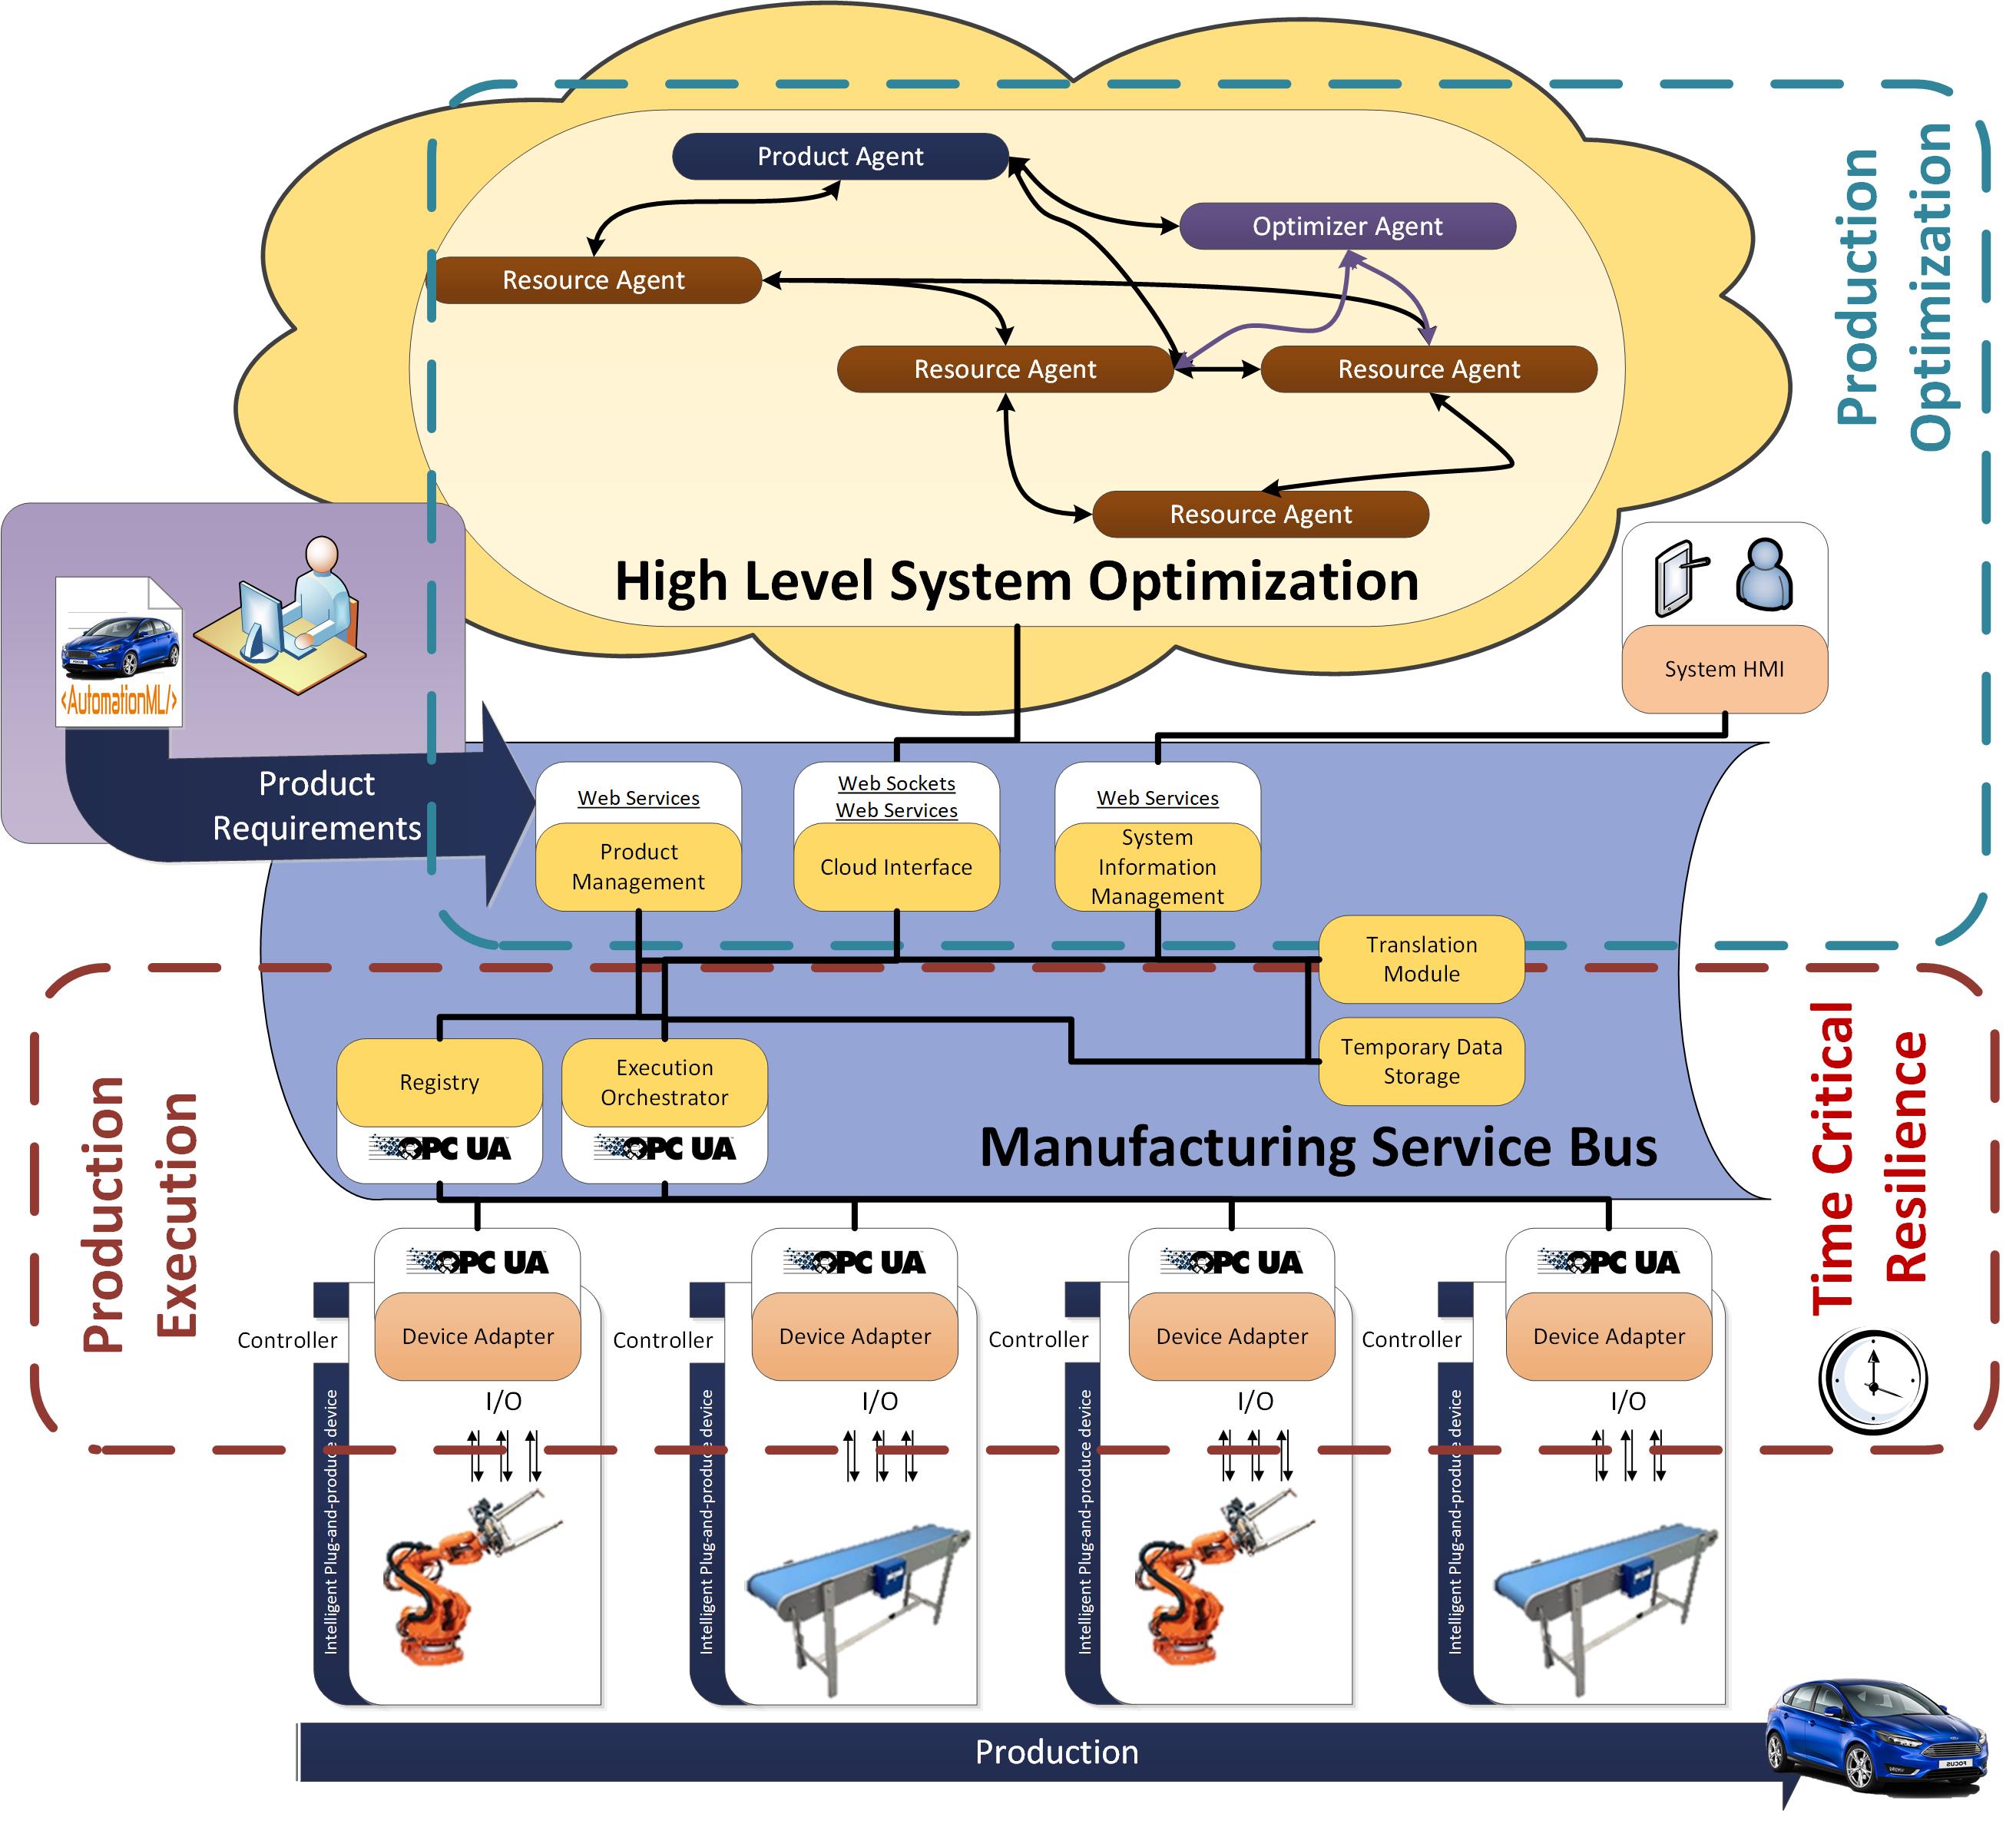 Product Agent
Optimizer Agent
Resource Agent
Resource Agent
Resource Agent
Resource Agent
High Level System Optimization
Production
Optimization
FOCUS
<AutomationML/>
Product
Requirements
System HMI
Web Services
Product
Management
Web Sockets
Web Services
Cloud Interface
Web Services
System
Information
Management
Translation
Module
Temporary Data
Storage
Registry
OPC UA
Execution
Orchestrator
OPC UA
Manufacturing Service Bus
Production
Execution
Time Critical
Resilience
OPC UA
Device Adapter
Controller
I/O
Intelligent Plug-and-produce device
OPC UA
Device Adapter
Controller
I/O
Intelligent Plug-and-produce device
OPC UA
Device Adapter
Controller
I/O
Intelligent Plug-and-produce device
OPC UA
Device Adapter
Controller
I/O
Intelligent Plug-and-produce device
Production
FOCUS